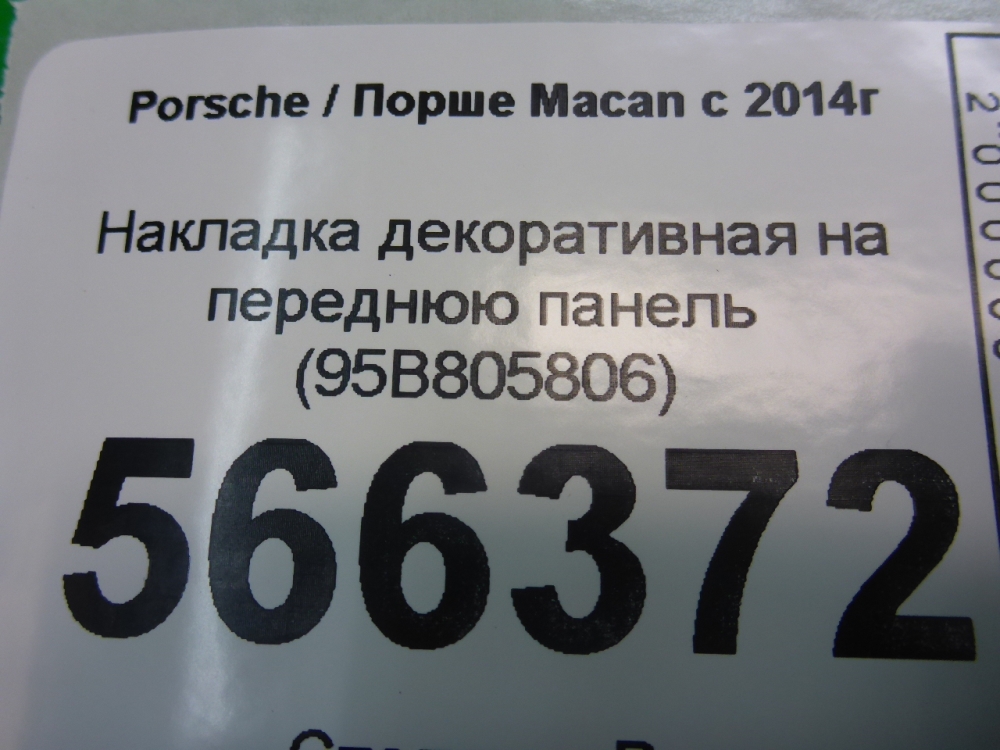 Porsche / Порше Macan с 2014г
Накладка декоративная на
переднюю панель
(95B805806)
566372